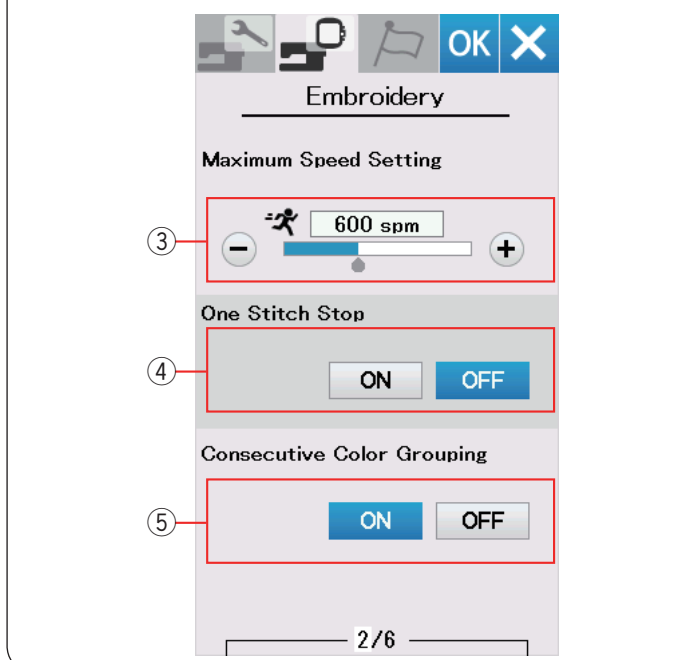 OK
Embroidery
Maximum Speed Setting
③ 600 spm
− +
One Stitch Stop
④ ON OFF
Consecutive Color Grouping
⑤ ON OFF
2/6